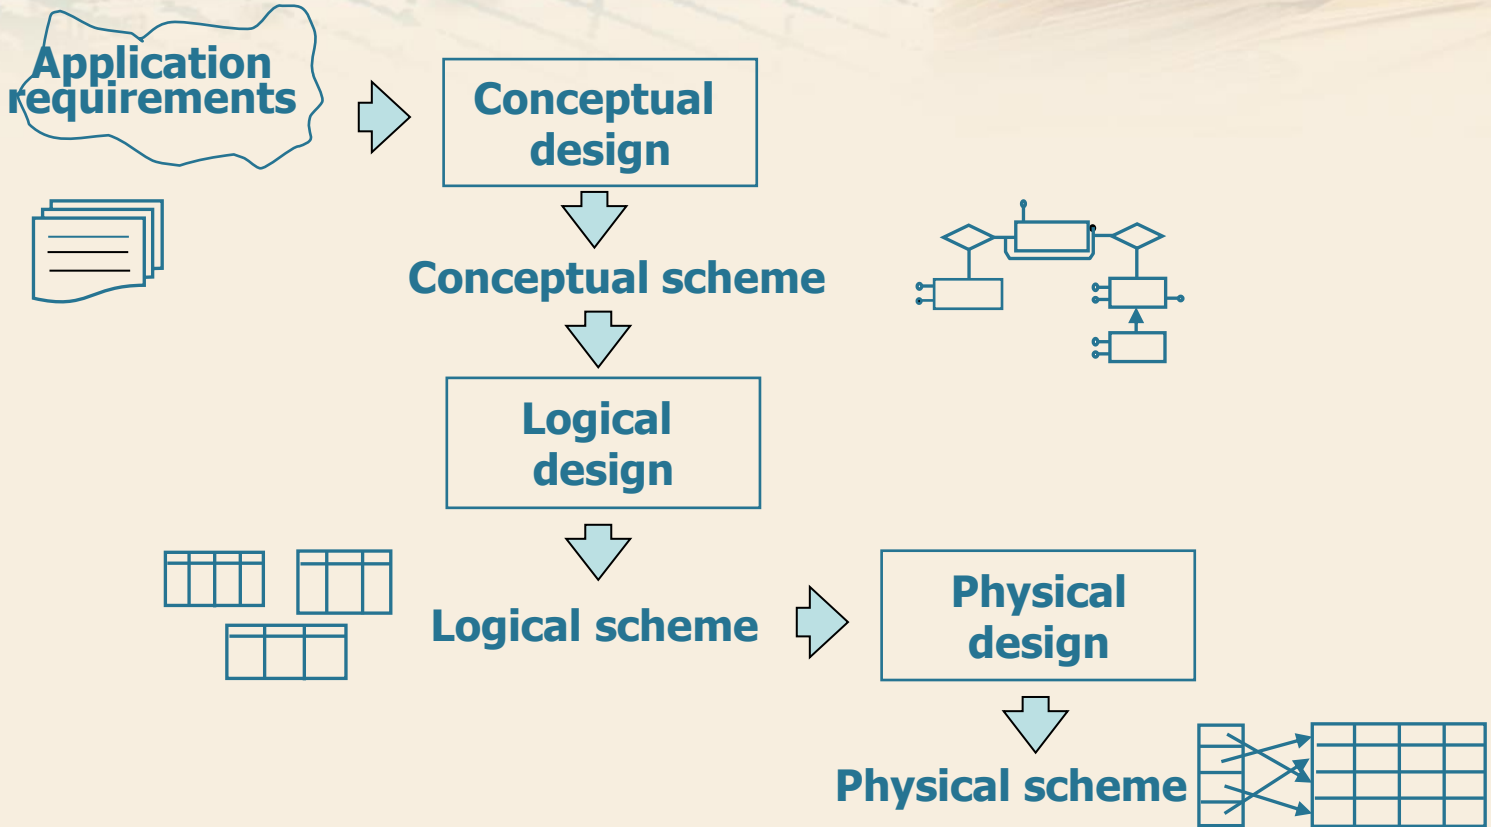 Application
requirements
Conceptual
design
Conceptual scheme
Logical
design
Logical scheme
Physical
design
Physical scheme